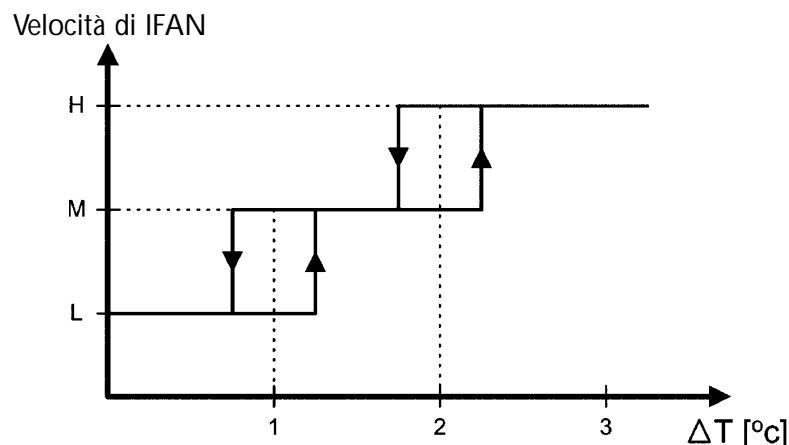 Velocità di IFAN
H
M
L
1 2 3
ΔT [ºc]